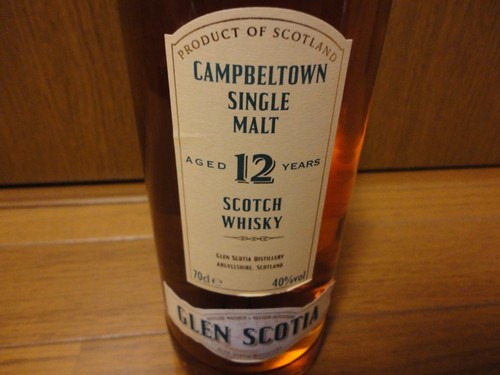 PRODUCT OF SCOTLAND
CAMPBELTOWN
SINGLE
MALT
AGED 12 YEARS
SCOTCH
WHISKY
GLEN SCOTIA DISTILLERY
ARGYLLSHIRE, SCOTLAND
70cl e 40%vol
GLEN SCOTIA